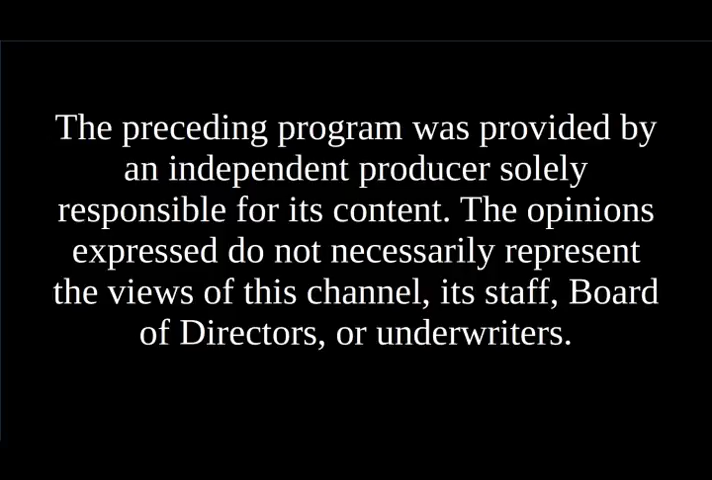 The preceding program was provided by
an independent producer solely
responsible for its content. The opinions
expressed do not necessarily represent
the views of this channel, its staff, Board
of Directors, or underwriters.